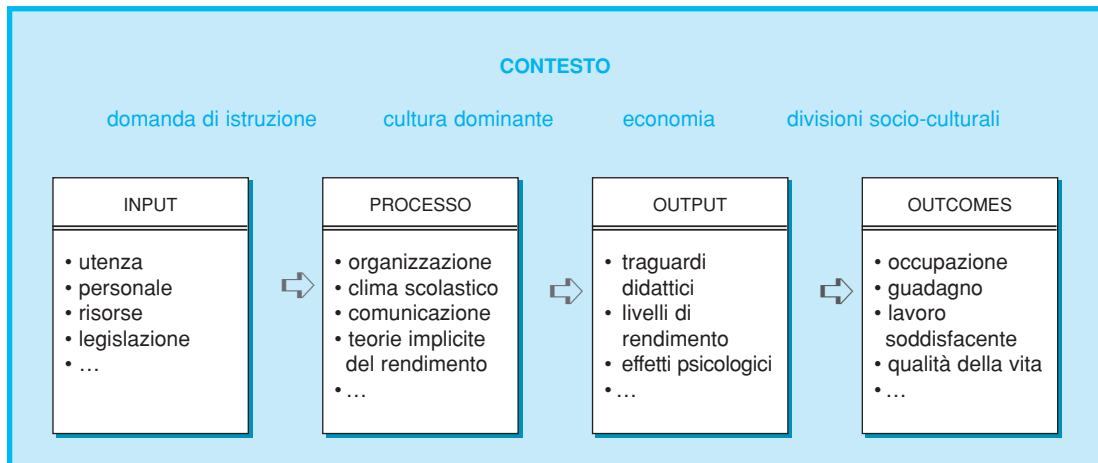 CONTESTO
domanda di istruzione cultura dominante economia divisioni socio-culturali
INPUT
• utenza
• personale
• risorse
• legislazione
• …
PROCESSO
• organizzazione
• clima scolastico
• comunicazione
• teorie implicite
del rendimento
• …
OUTPUT
• traguardi
didattici
• livelli di
rendimento
• effetti psicologici
• …
OUTCOMES
• occupazione
• guadagno
• lavoro
soddisfacente
• qualità della vita
• …